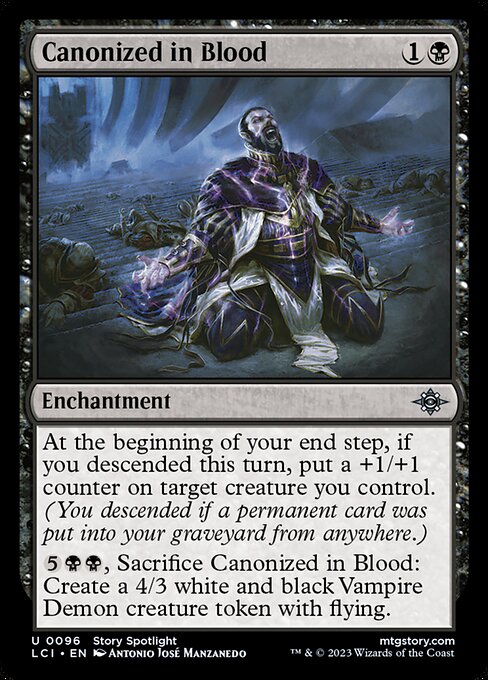 Canonized in Blood 1
Enchantment
At the beginning of your end step, if
you descended this turn, put a +1/+1
counter on target creature you control.
(You descended if a permanent card was
put into your graveyard from anywhere.)
5, Sacrifice Canonized in Blood:
Create a 4/3 white and black Vampire
Demon creature token with flying.
U 0096 Story Spotlight mtgstory.com
LCI • EN Antonio José Manzanedo ™ & © 2023 Wizards of the Coast